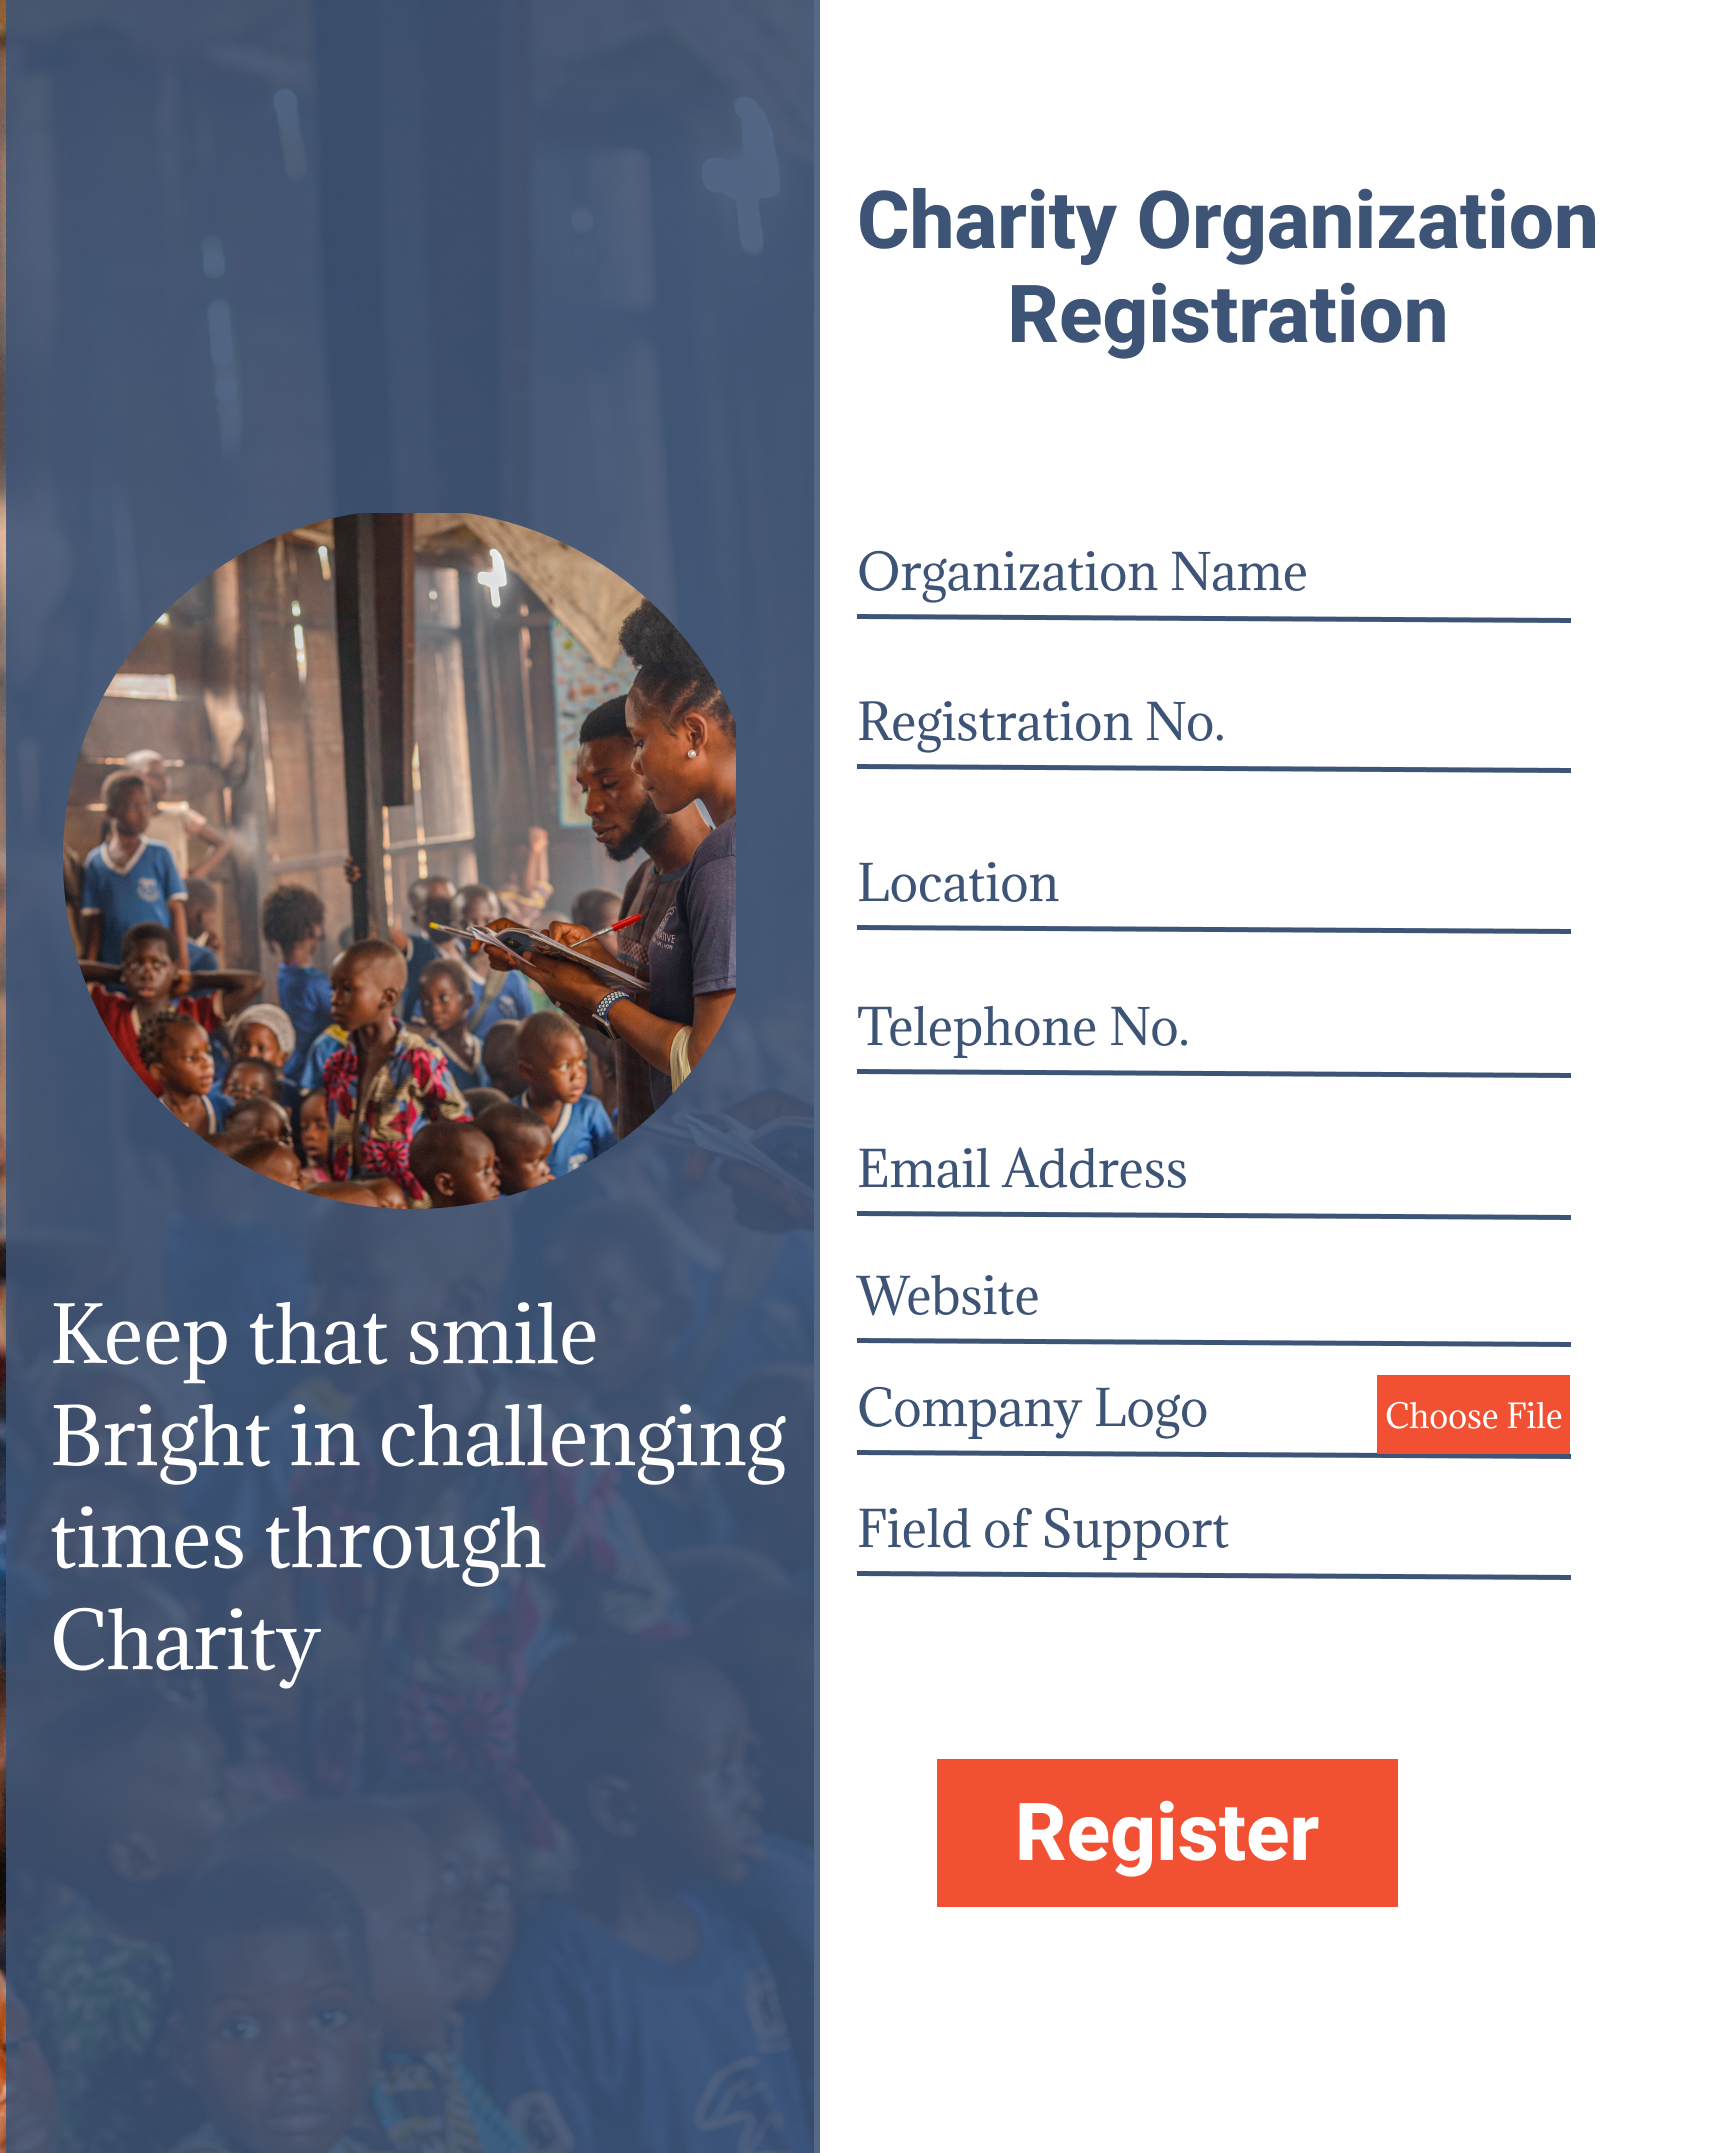 Keep that smile
Bright in challenging
times through
Charity
Charity Organization
Registration
Organization Name
Registration No.
Location
Telephone No.
Email Address
Website
Company Logo
Choose File
Field of Support
Register